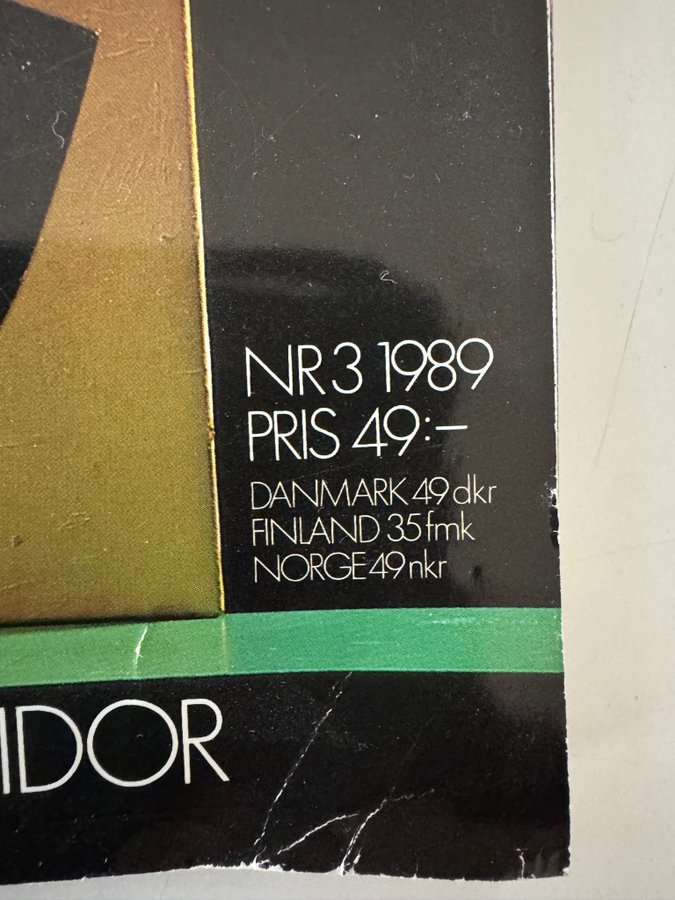 NR 3 1989
PRIS 49:–
DANMARK 49 dkr
FINLAND 35 fmk
NORGE 49 nkr
IDOR